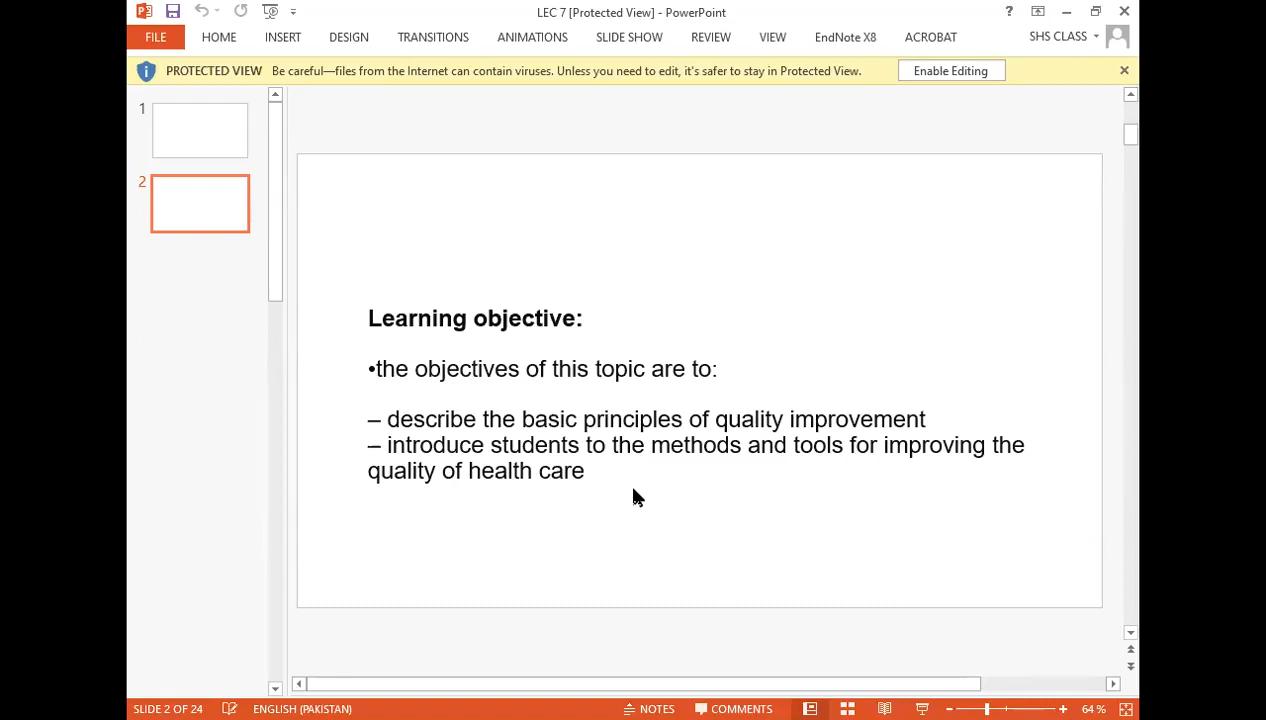 LEC 7 [Protected View] - PowerPoint
?
FILE HOME INSERT DESIGN TRANSITIONS ANIMATIONS SLIDE SHOW REVIEW VIEW EndNote X8 ACROBAT SHS CLASS
PROTECTED VIEW Be careful—files from the Internet can contain viruses. Unless you need to edit, it's safer to stay in Protected View. Enable Editing
1
2
Learning objective:
•the objectives of this topic are to:
– describe the basic principles of quality improvement
– introduce students to the methods and tools for improving the
quality of health care
SLIDE 2 OF 24 ENGLISH (PAKISTAN) NOTES COMMENTS 64 %